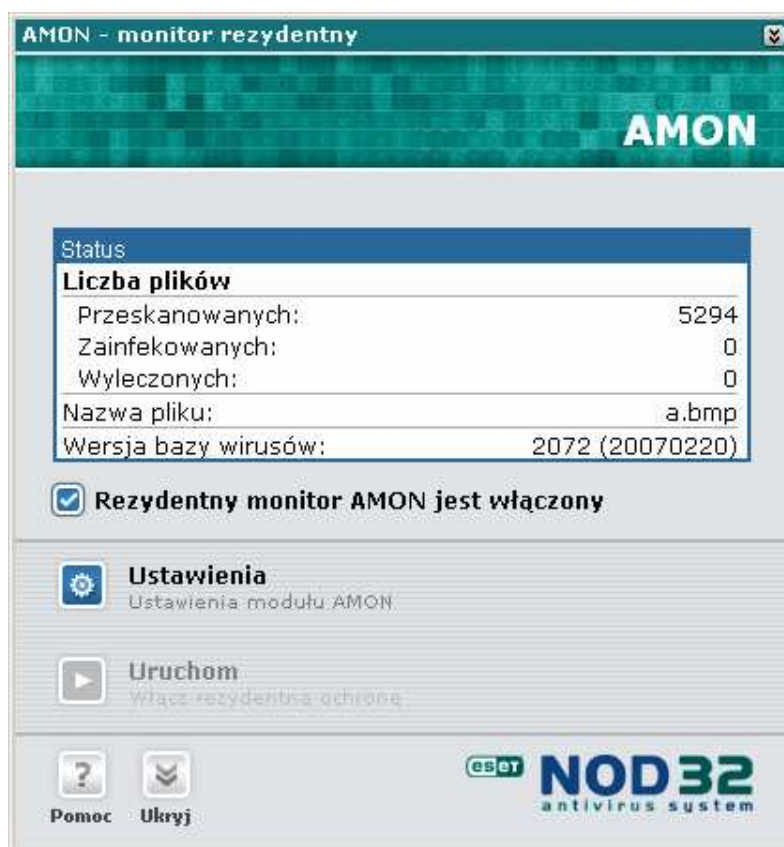 AMON - monitor rezydentny
AMON
Status
Liczba plików
Przeskanowanych: 5294
Zainfekowanych: 0
Wyleczonych: 0
Nazwa pliku: a.bmp
Wersja bazy wirusów: 2072 (20070220)
Rezydentny monitor AMON jest włączony
Ustawienia
Ustawienia modułu AMON
Uruchom
Włącz rezydentną ochronę
? 
Pomoc Ukryj
eset NOD32
antivirus system